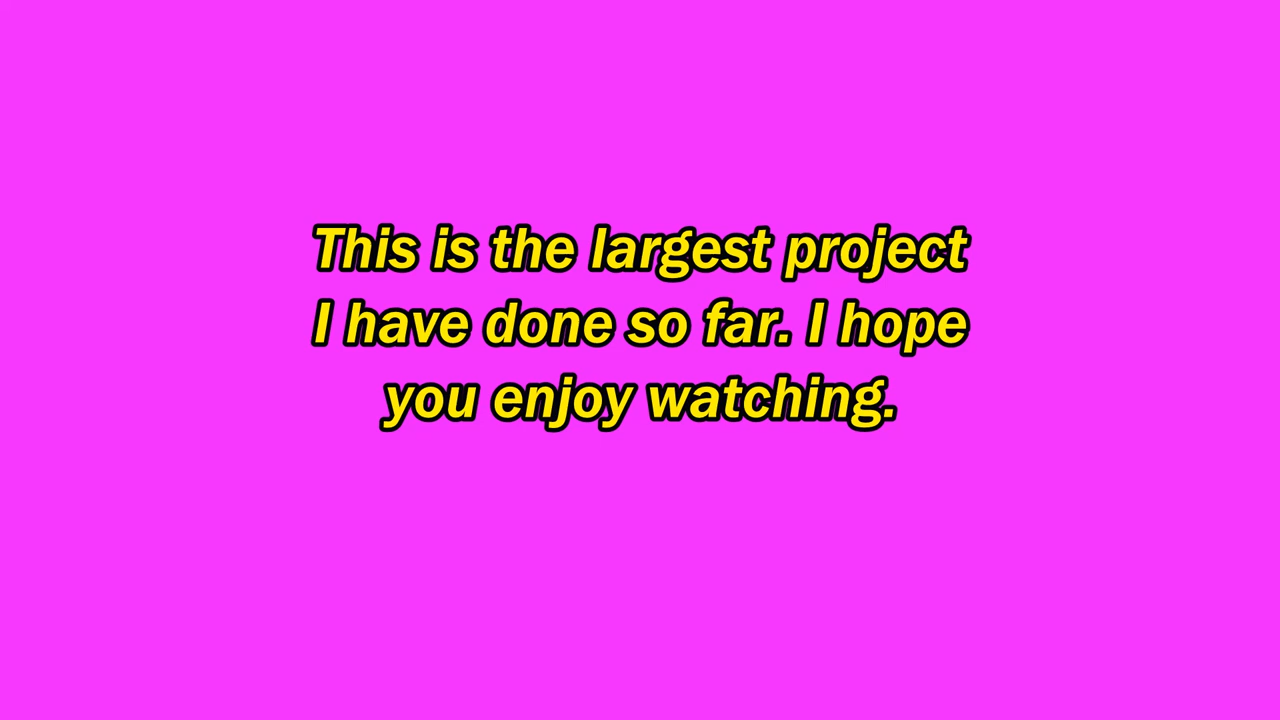 This is the largest project
I have done so far. I hope
you enjoy watching.